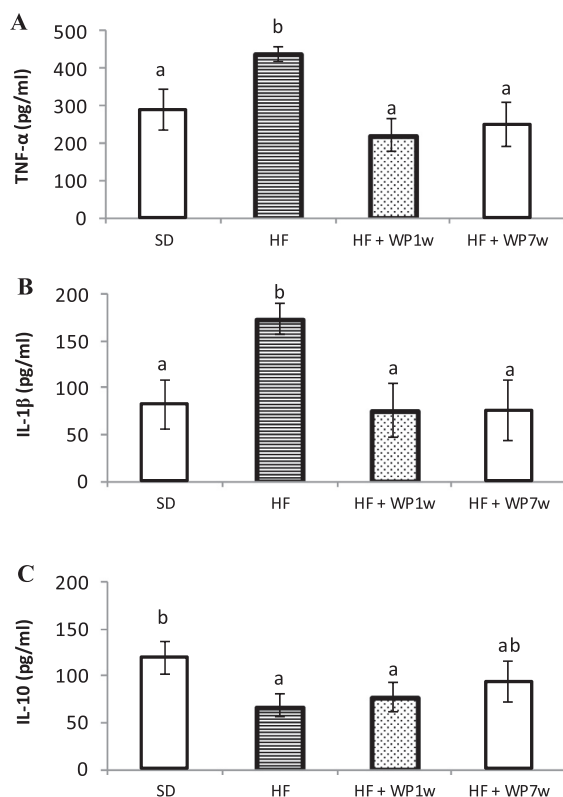 A
TNF-α (pg/ml)
500
400
300
200
100
0
a
b
a
a
SD
HF
HF + WP1w
HF + WP7w
B
IL-1β (pg/ml)
200
150
100
50
0
a
b
a
a
SD
HF
HF + WP1w
HF + WP7w
C
IL-10 (pg/ml)
200
150
100
50
0
b
a
a
ab
SD
HF
HF + WP1w
HF + WP7w